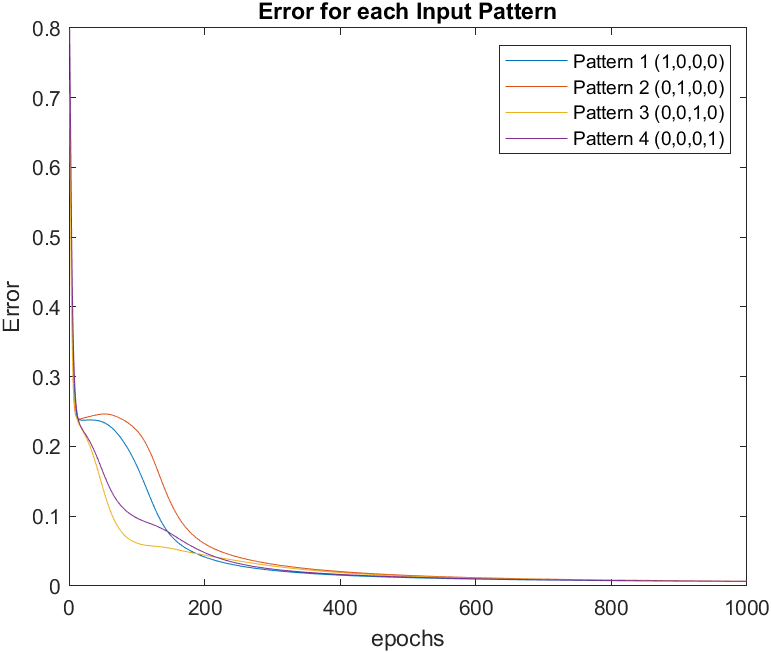 Error for each Input Pattern
0.8
0.7
0.6
0.5
0.4
0.3
0.2
0.1
0
Error
Pattern 1 (1,0,0,0)
Pattern 2 (0,1,0,0)
Pattern 3 (0,0,1,0)
Pattern 4 (0,0,0,1)
0 200 400 600 800 1000
epochs